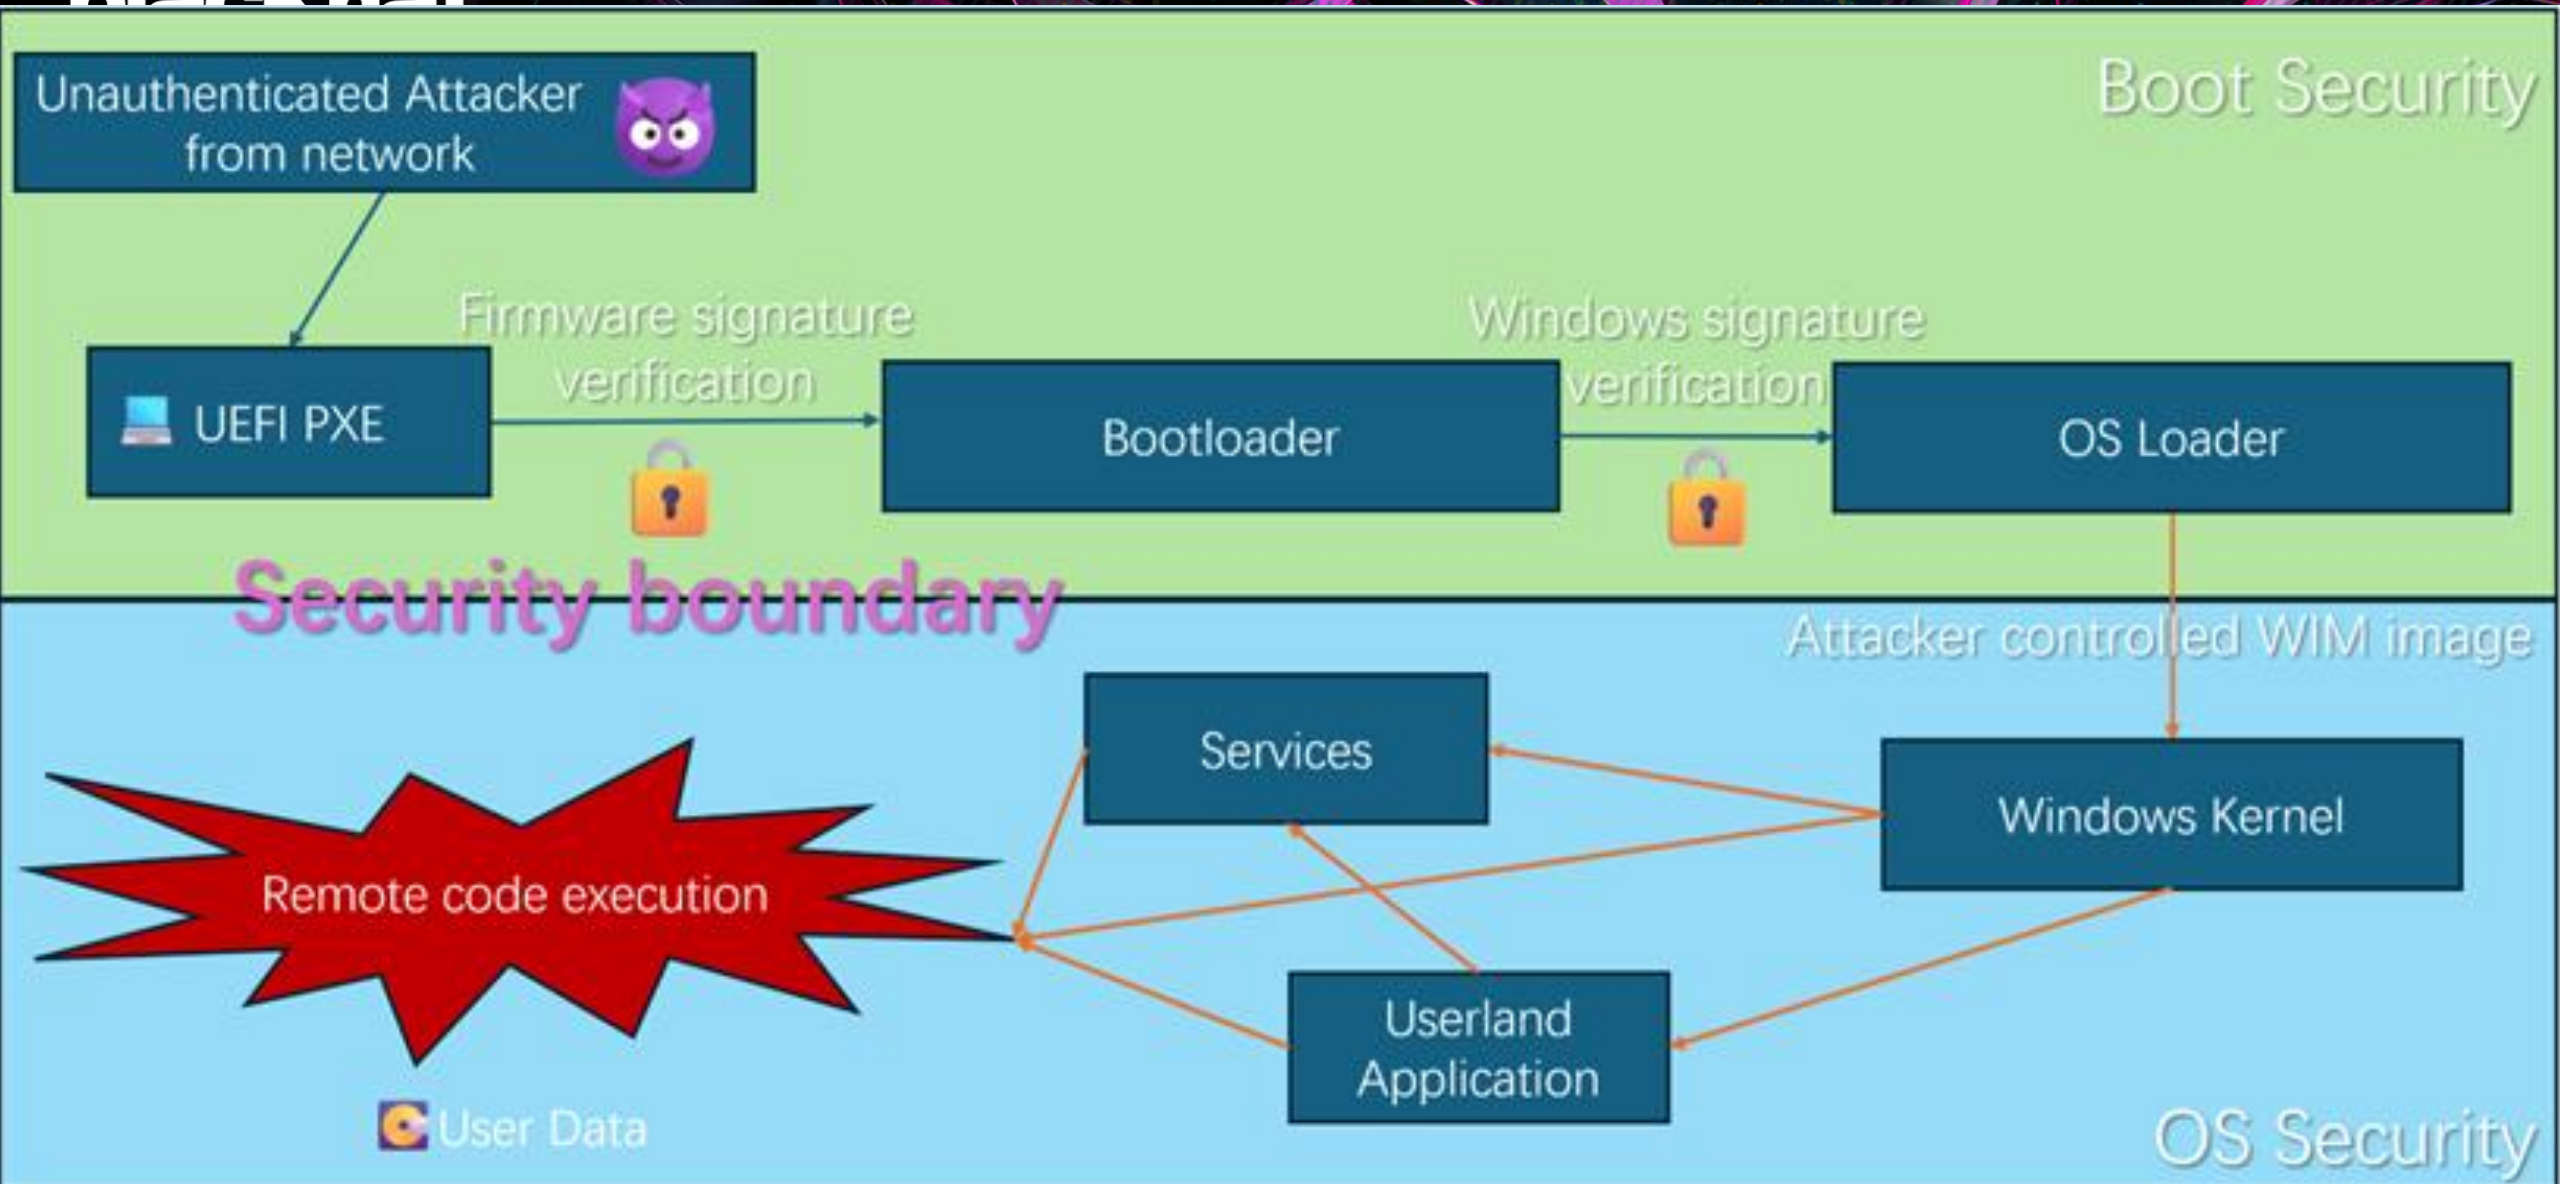 Unauthenticated Attacker
from network
Boot Security
Firmware signature
verification
Windows signature
verification
UEFI PXE
Bootloader
OS Loader
Security boundary
Attacker controlled WIM image
Services
Windows Kernel
Remote code execution
Userland
Application
User Data
OS Security